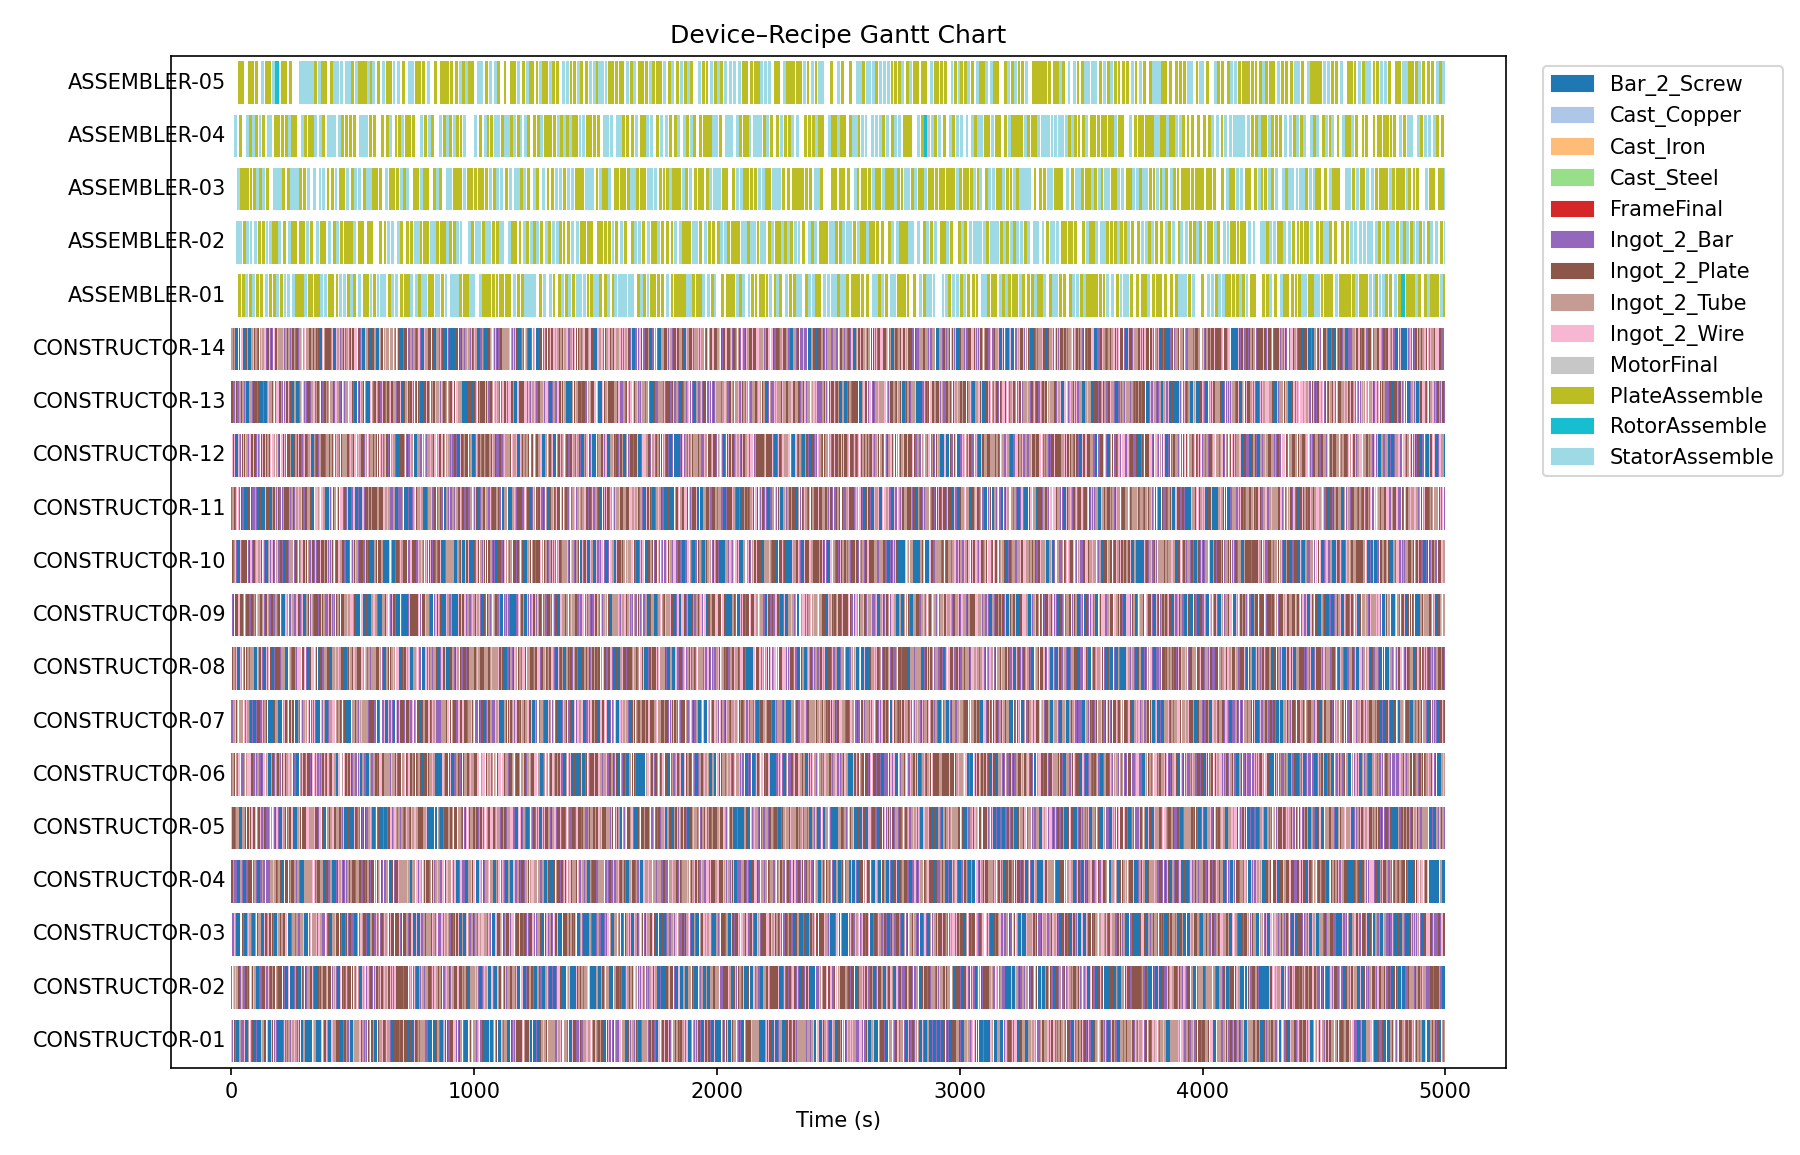 Device–Recipe Gantt Chart
ASSEMBLER-05
ASSEMBLER-04
ASSEMBLER-03
ASSEMBLER-02
ASSEMBLER-01
CONSTRUCTOR-14
CONSTRUCTOR-13
CONSTRUCTOR-12
CONSTRUCTOR-11
CONSTRUCTOR-10
CONSTRUCTOR-09
CONSTRUCTOR-08
CONSTRUCTOR-07
CONSTRUCTOR-06
CONSTRUCTOR-05
CONSTRUCTOR-04
CONSTRUCTOR-03
CONSTRUCTOR-02
CONSTRUCTOR-01
0 1000 2000 3000 4000 5000
Time (s)
Bar_2_Screw
Cast_Copper
Cast_Iron
Cast_Steel
FrameFinal
Ingot_2_Bar
Ingot_2_Plate
Ingot_2_Tube
Ingot_2_Wire
MotorFinal
PlateAssemble
RotorAssemble
StatorAssemble